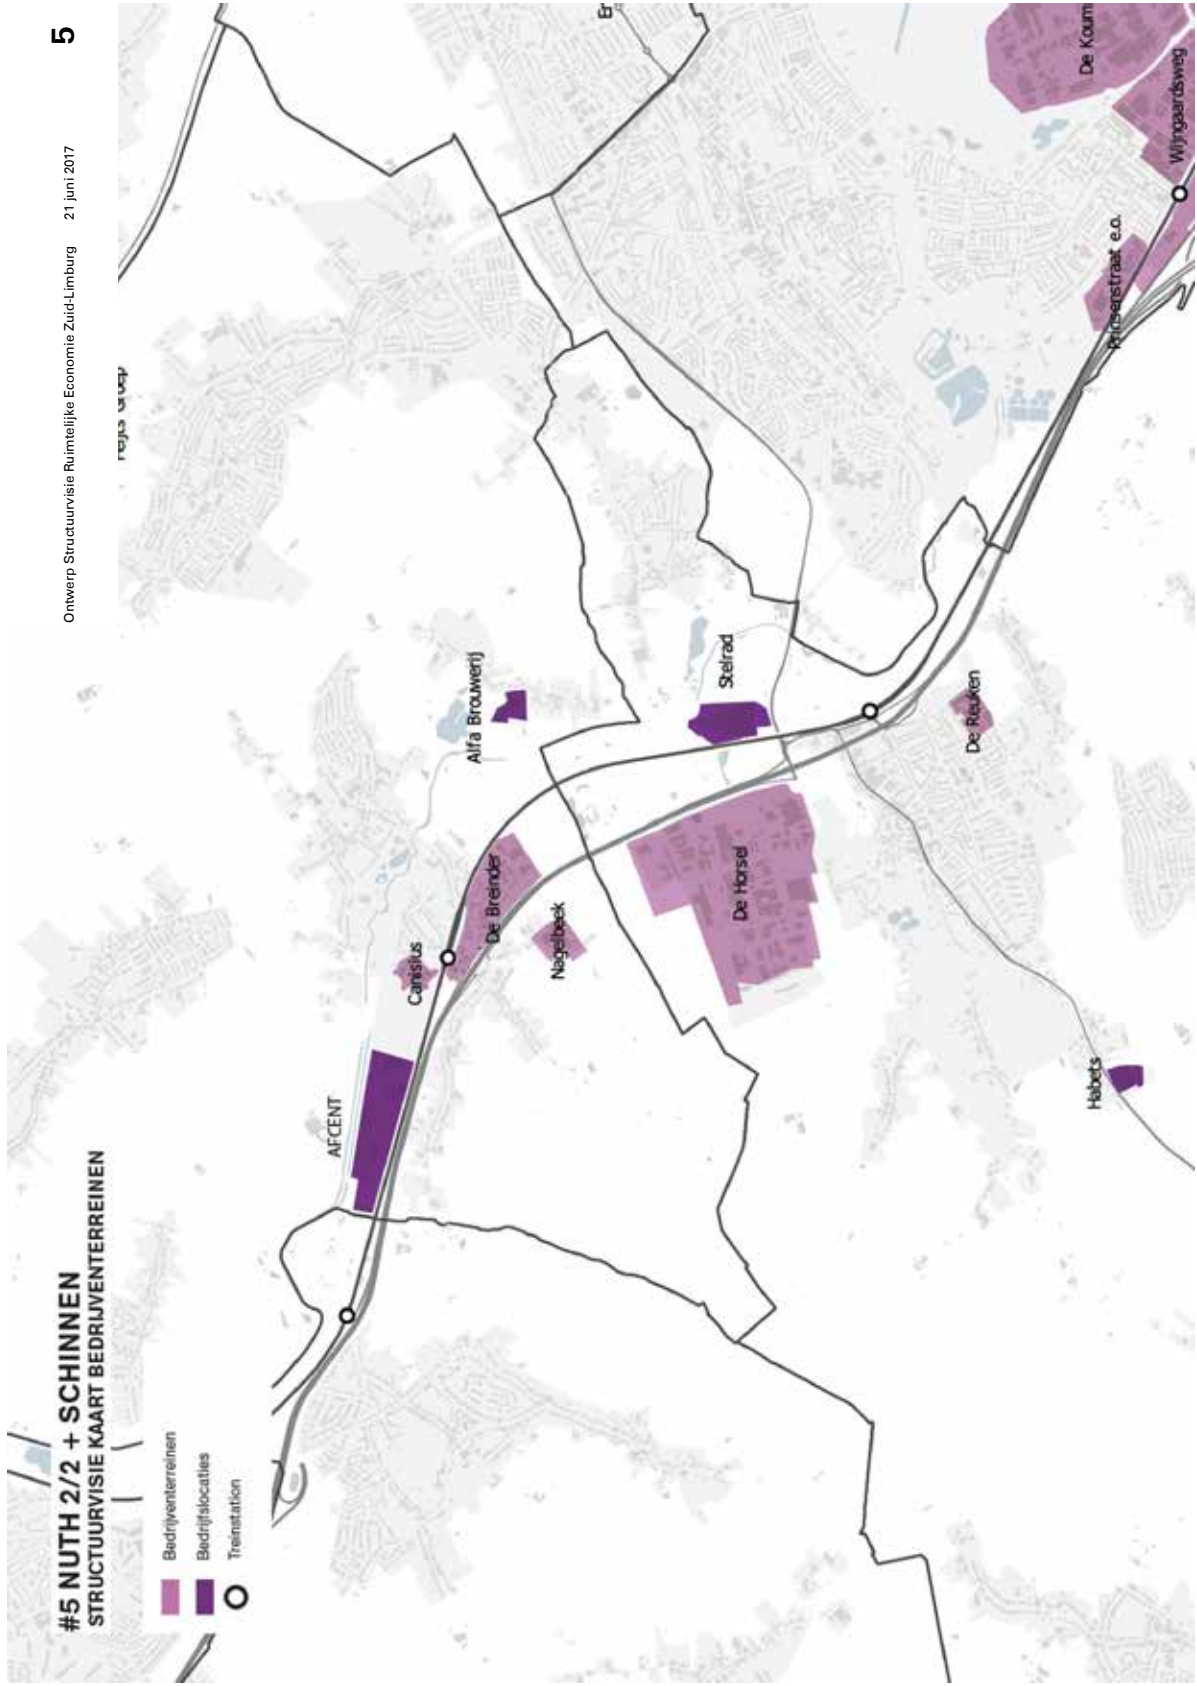 Ontwerp Structuurvisie Ruimtelijke Economie Zuid-Limburg 21 juni 2017 5
#5 NUTH 2/2 + SCHINNEN
STRUCTUURVISIE KAART BEDRIJVENTERREINEN
Bedrijventerreinen
Bedrijfslocaties
Treinstation
AFCENT
Canisius
De Breinder
Nagelbeek
Alfa Brouwerij
Stelrad
De Horsel
De Reuken
Habets
Prinsenstraat e.o.
Wijngaardsweg
De Koum
Er